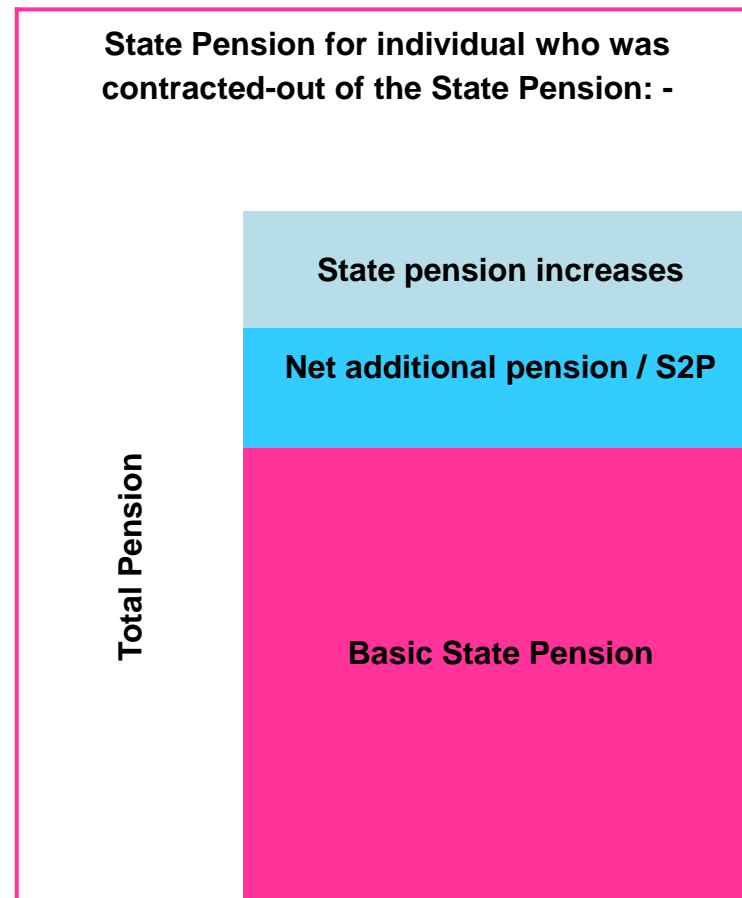 State Pension for individual who was
contracted-out of the State Pension: -
State pension increases
Net additional pension / S2P
Total Pension
Basic State Pension